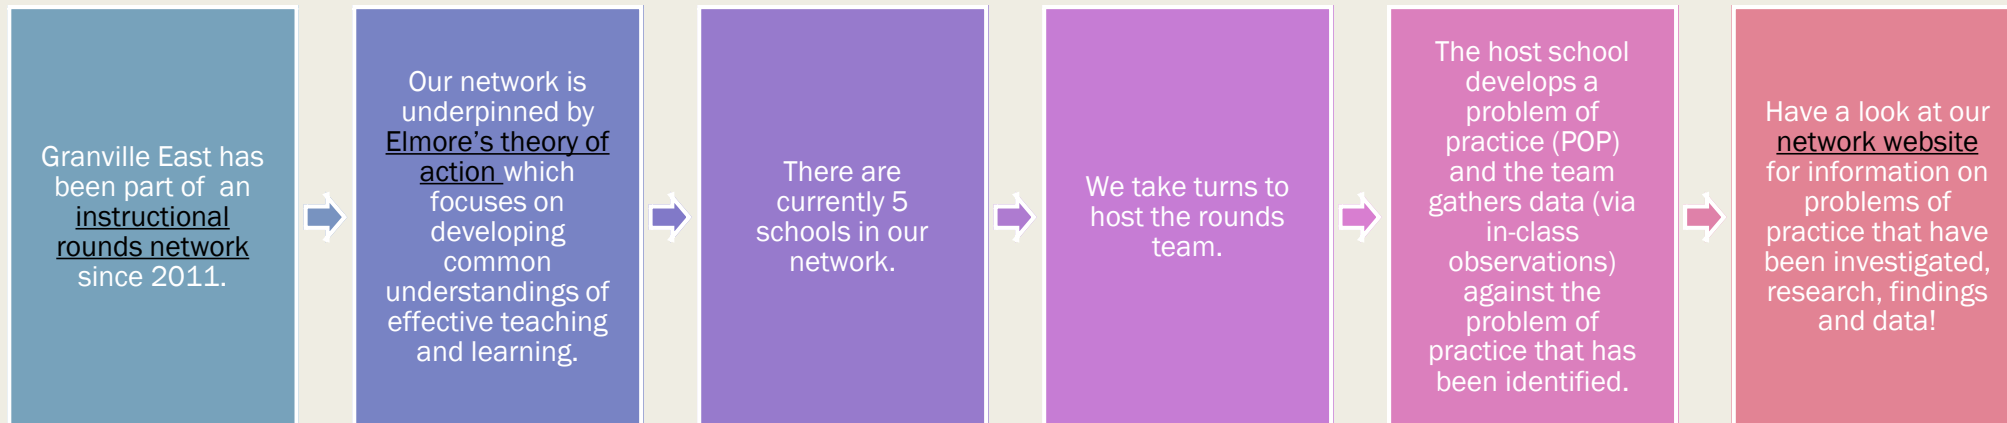 Granville East has
been part of an
instructional
rounds network
since 2011.
Our network is
underpinned by
Elmore's theory of
action which
focuses on
developing
common
understandings of
effective teaching
and learning.
There are
currently 5
schools in our
network.
We take turns to
host the rounds
team.
The host school
develops a
problem of
practice (POP)
and the team
gathers data (via
in-class
observations)
against the
problem of
practice that has
been identified.
Have a look at our
network website
for information on
problems of
practice that have
been investigated,
research, findings
and data!